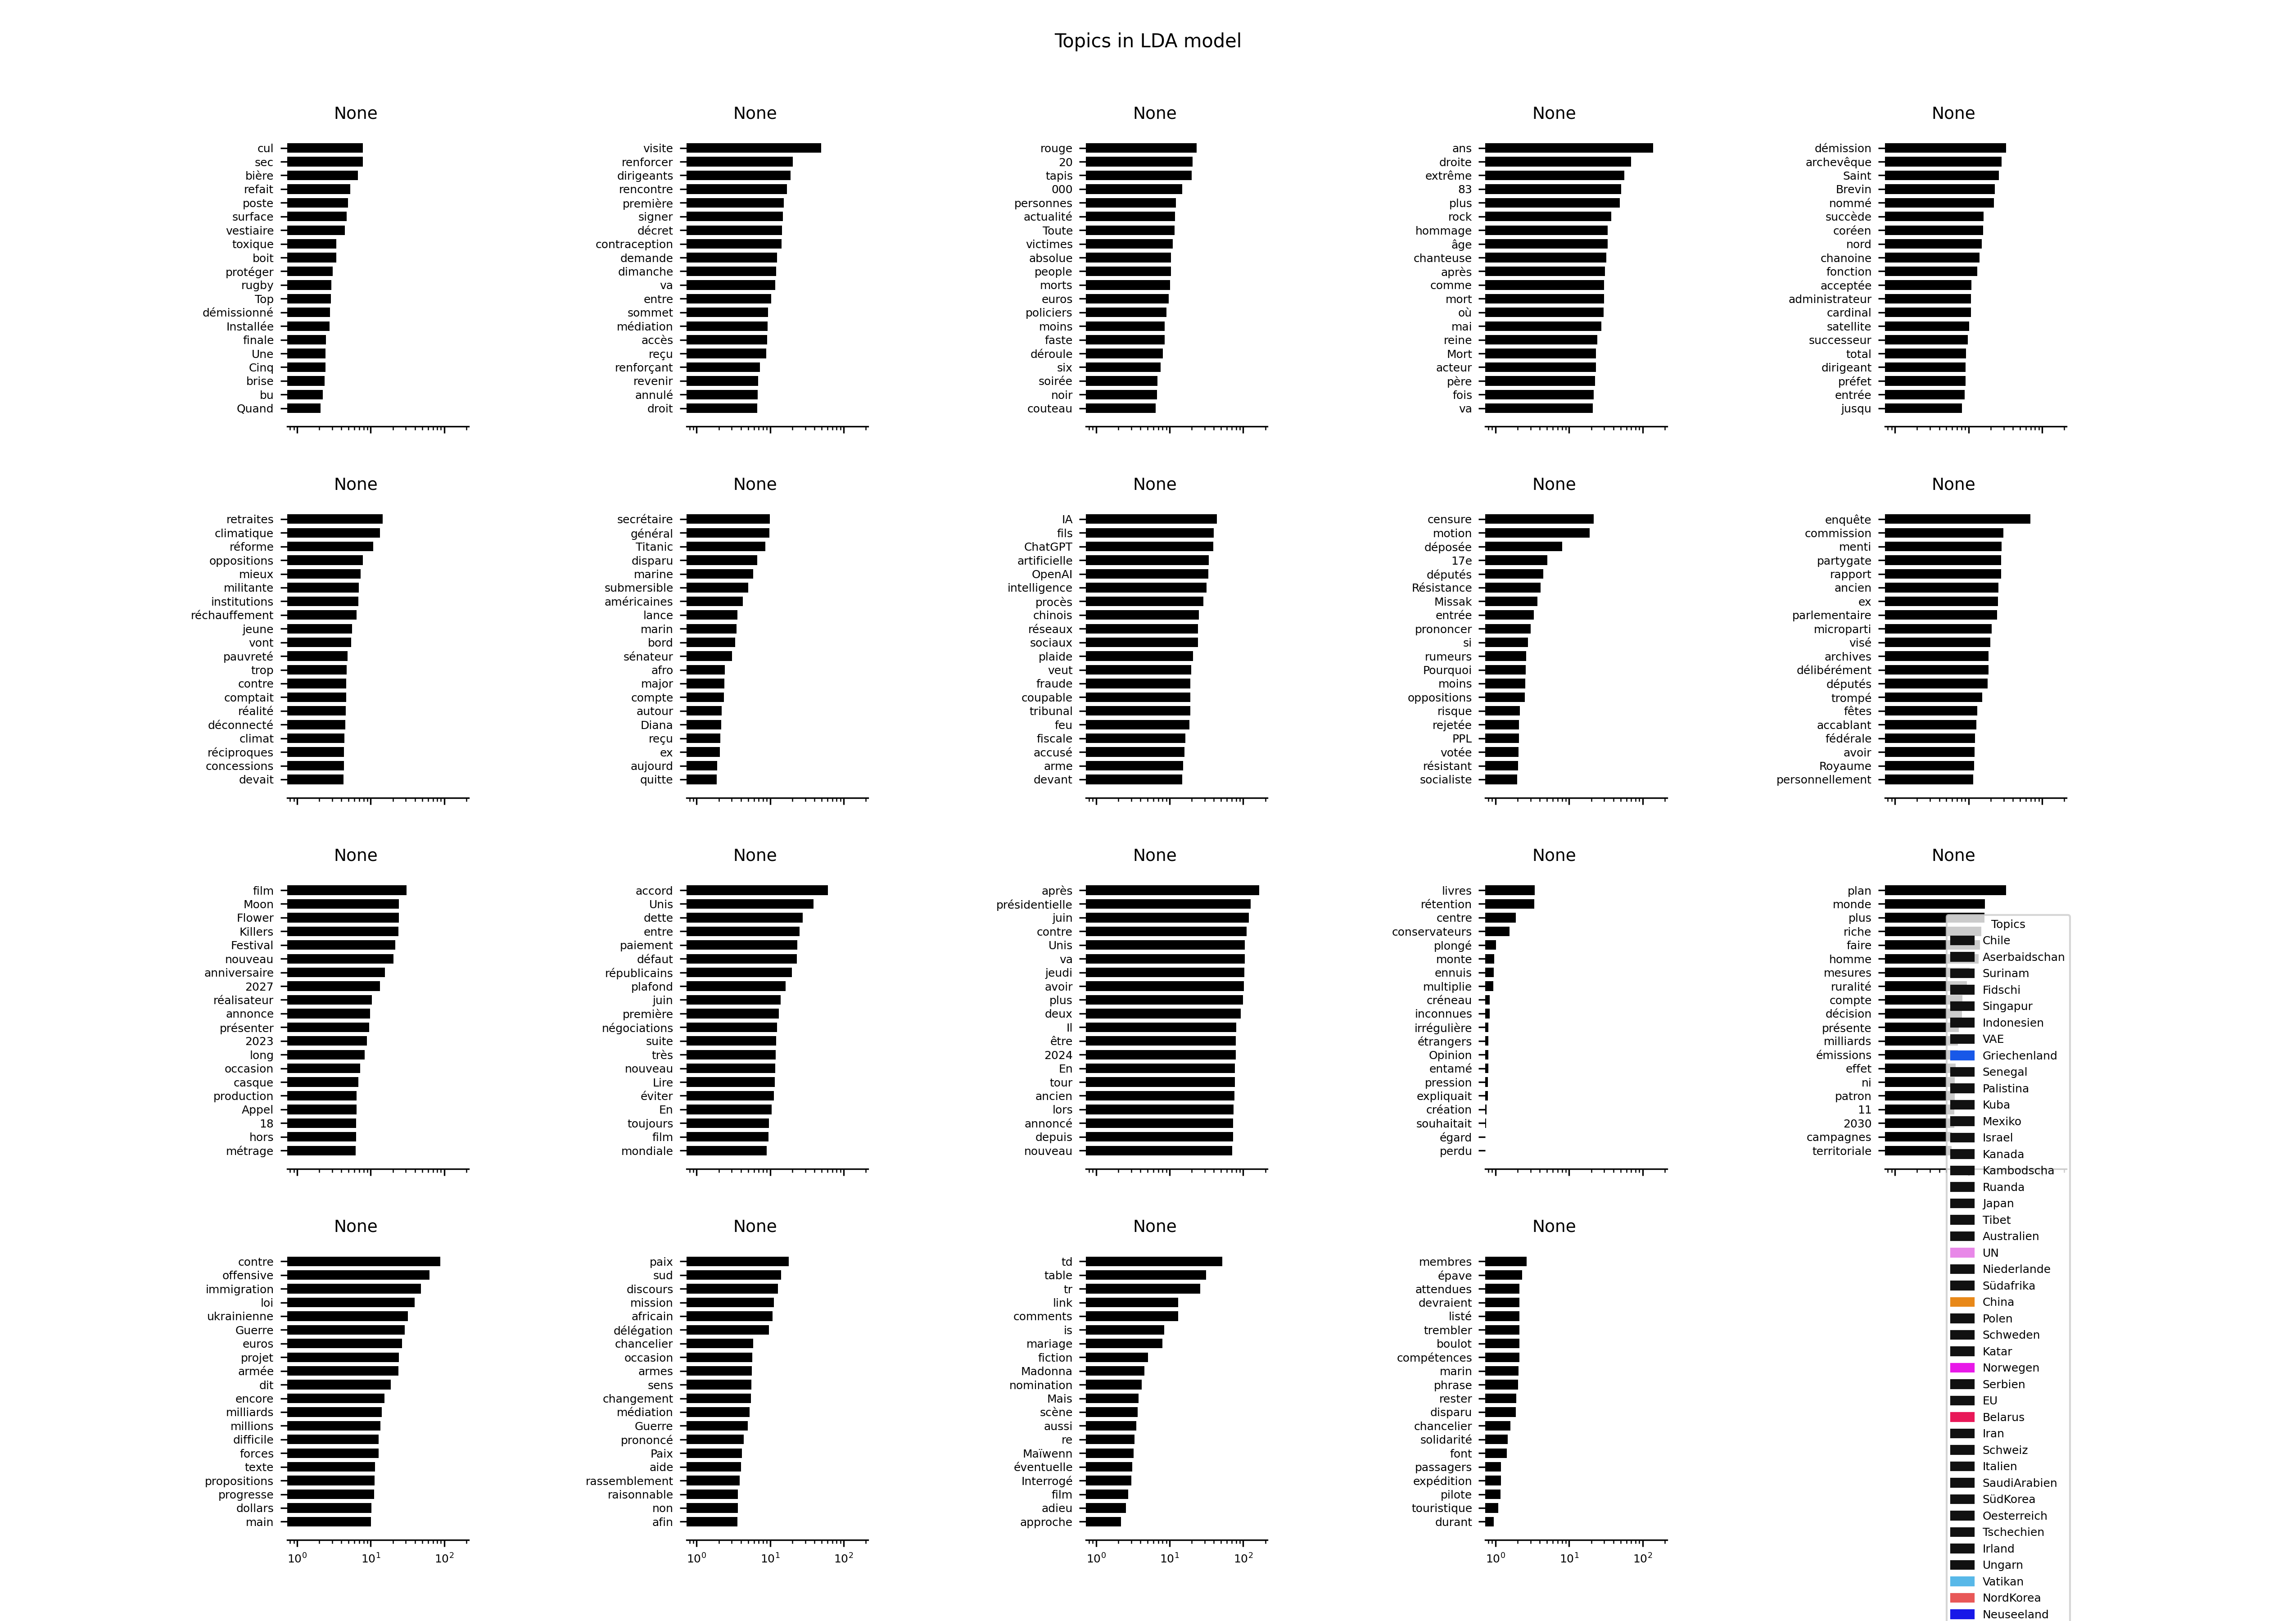 Topics in LDA model
None
cul
sec
bière
refait
poste
surface
vestiaire
toxique
boit
protéger
rugby
Top
démissionné
Installée
finale
Une
Cinq
brise
bu
Quand
None
visite
renforcer
dirigeants
rencontre
première
signer
décret
contraception
demande
dimanche
va
entre
sommet
médiation
accès
reçu
renforçant
revenir
annulé
droit
None
rouge
20
tapis
000
personnes
actualité
Toute
victimes
absolue
people
morts
euros
policiers
moins
faste
déroule
six
soirée
noir
couteau
None
ans
droite
extrême
83
plus
rock
hommage
âge
chanteuse
après
comme
mort
où
mai
reine
Mort
acteur
père
fois
va
None
démission
archevêque
Saint
Brevin
nommé
succède
coréen
nord
chanoine
fonction
acceptée
administrateur
cardinal
satellite
successeur
total
dirigeant
préfet
entrée
jusqu
None
retraites
climatique
réforme
oppositions
mieux
militante
institutions
réchauffement
jeune
vont
pauvreté
trop
contre
comptait
réalité
déconnecté
climat
réciproques
concessions
devait
None
secrétaire
général
Titanic
disparu
marine
submersible
américaines
lance
marin
bord
sénateur
afro
major
compte
autour
Diana
reçu
ex
aujourd
quitte
None
IA
fils
ChatGPT
artificielle
OpenAI
intelligence
procès
chinois
réseaux
sociaux
plaide
veut
fraude
coupable
tribunal
feu
fiscale
accusé
arme
devant
None
censure
motion
déposée
17e
députés
Résistance
Missak
entrée
prononcer
si
rumeurs
Pourquoi
moins
oppositions
risque
rejetée
PPL
votée
résistant
socialiste
None
enquête
commission
menti
partygate
rapport
ancien
ex
parlementaire
microparti
visé
archives
délibérément
députés
trompé
fêtes
accablant
fédérale
avoir
Royaume
personnellement
None
film
Moon
Flower
Killers
Festival
nouveau
anniversaire
2027
réalisateur
annonce
présenter
2023
long
occasion
casque
production
Appel
18
hors
métrage
None
accord
Unis
dette
entre
paiement
défaut
républicains
plafond
juin
première
négociations
suite
très
nouveau
Lire
éviter
En
toujours
film
mondiale
None
après
présidentielle
juin
contre
Unis
va
jeudi
avoir
plus
deux
Il
être
2024
En
tour
ancien
lors
annoncé
depuis
nouveau
None
livres
rétention
centre
conservateurs
plongé
monte
ennuis
multiplie
créneau
inconnues
irrégulière
étrangers
Opinion
entamé
pression
expliquait
création
souhaitait
égard
perdu
None
plan
monde
plus
riche
faire
homme
mesures
ruralité
compte
décision
présente
milliards
émissions
effet
ni
patron
11
2030
campagnes
territoriale
None
contre
offensive
immigration
loi
ukrainienne
Guerre
euros
projet
armée
dit
encore
milliards
millions
difficile
forces
texte
propositions
progresse
dollars
main
10⁰ 10¹ 10²
None
paix
sud
discours
mission
africain
délégation
chancelier
occasion
armes
sens
changement
médiation
Guerre
prononcé
Paix
aide
rassemblement
raisonnable
non
afin
10⁰ 10¹ 10²
None
td
table
tr
link
comments
is
mariage
fiction
Madonna
nomination
Mais
scène
aussi
re
Maïwenn
éventuelle
Interrogé
film
adieu
approche
10⁰ 10¹ 10²
None
membres
épave
attendues
devraient
listé
trembler
boulot
compétences
marin
phrase
rester
disparu
chancelier
solidarité
font
passagers
expédition
pilote
touristique
durant
10⁰ 10¹ 10²
Topics
Chile
Aserbaidschan
Surinam
Fidschi
Singapur
Indonesien
VAE
Griechenland
Senegal
Palistina
Kuba
Mexiko
Israel
Kanada
Kambodscha
Ruanda
Japan
Tibet
Australien
UN
Niederlande
Südafrika
China
Polen
Schweden
Katar
Norwegen
Serbien
EU
Belarus
Iran
Schweiz
Italien
SaudiArabien
SüdKorea
Oesterreich
Tschechien
Irland
Ungarn
Vatikan
NordKorea
Neuseeland